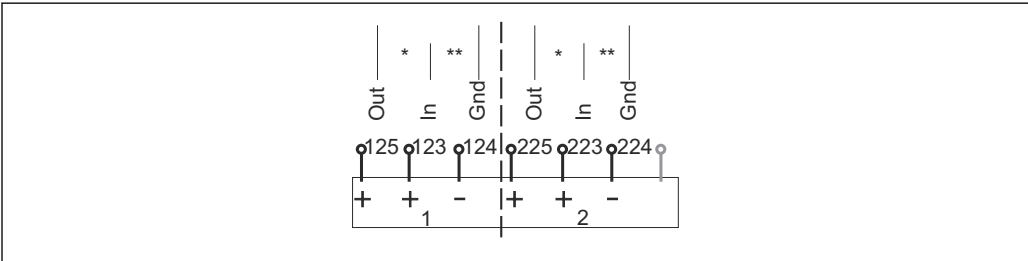 * ** * **
Out In Gnd Out In Gnd
125 123 124 225 223 224
+ + - + + -
1 2